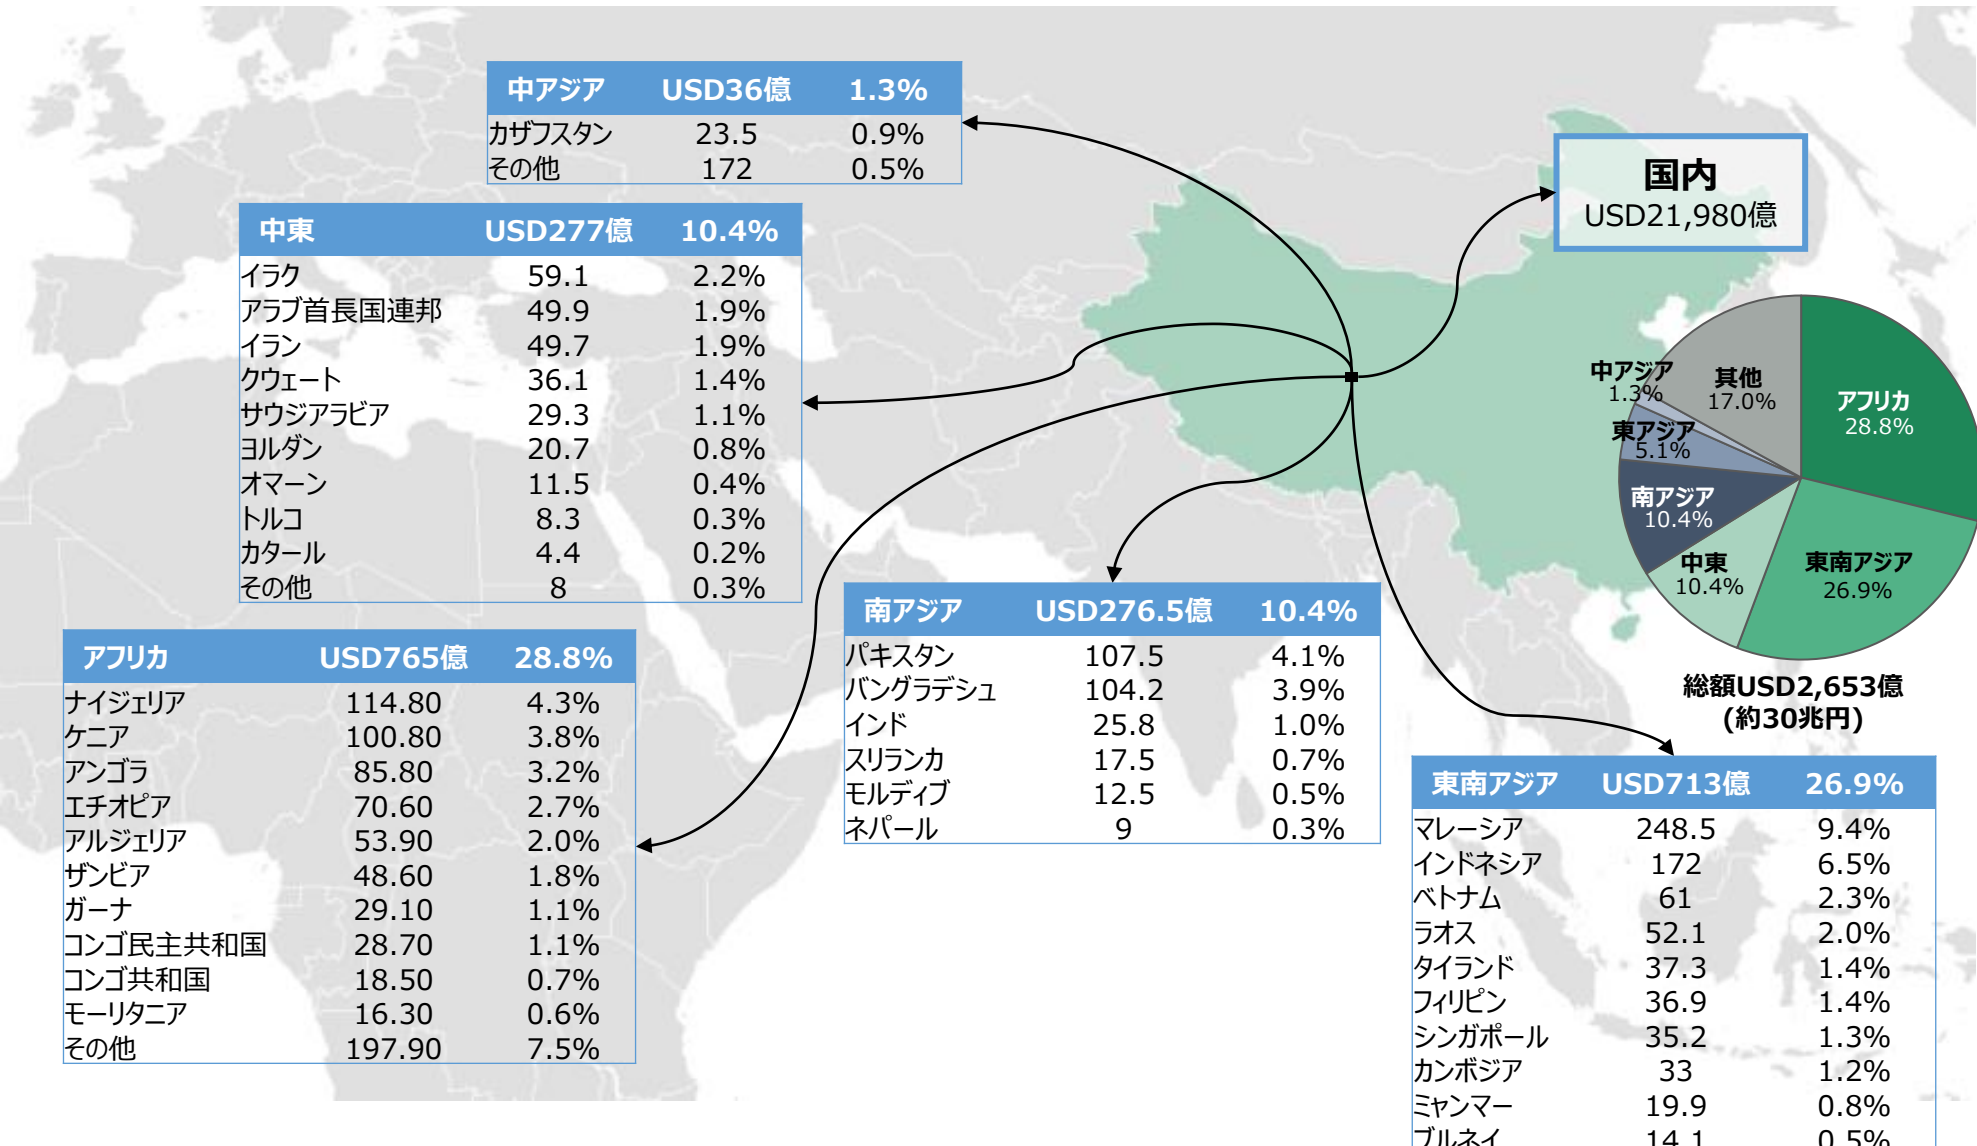 中アジア USD36億 1.3%
カザフスタン 23.5 0.9%
その他 172 0.5%
国内
USD21,980億
中東 USD277億 10.4%
イラク 59.1 2.2%
アラブ首長国連邦 49.9 1.9%
イラン 49.7 1.9%
クウェート 36.1 1.4%
サウジアラビア 29.3 1.1%
ヨルダン 20.7 0.8%
オマーン 11.5 0.4%
トルコ 8.3 0.3%
カタール 4.4 0.2%
その他 8 0.3%
中アジア
1.3%
其他
17.0%
アフリカ
28.8%
東アジア
5.1%
南アジア
10.4%
中東
10.4%
東南アジア
26.9%
総額USD2,653億
(約30兆円)
アフリカ USD765億 28.8%
ナイジェリア 114.80 4.3%
ケニア 100.80 3.8%
アンゴラ 85.80 3.2%
エチオピア 70.60 2.7%
アルジェリア 53.90 2.0%
ザンビア 48.60 1.8%
ガーナ 29.10 1.1%
コンゴ民主共和国 28.70 1.1%
コンゴ共和国 18.50 0.7%
モーリタニア 16.30 0.6%
その他 197.90 7.5%
南アジア USD276.5億 10.4%
パキスタン 107.5 4.1%
バングラデシュ 104.2 3.9%
インド 25.8 1.0%
スリランカ 17.5 0.7%
モルディブ 12.5 0.5%
ネパール 9 0.3%
東南アジア USD713億 26.9%
マレーシア 248.5 9.4%
インドネシア 172 6.5%
ベトナム 61 2.3%
ラオス 52.1 2.0%
タイランド 37.3 1.4%
フィリピン 36.9 1.4%
シンガポール 35.2 1.3%
カンボジア 33 1.2%
ミャンマー 19.9 0.8%
ブルネイ 14.1 0.5%